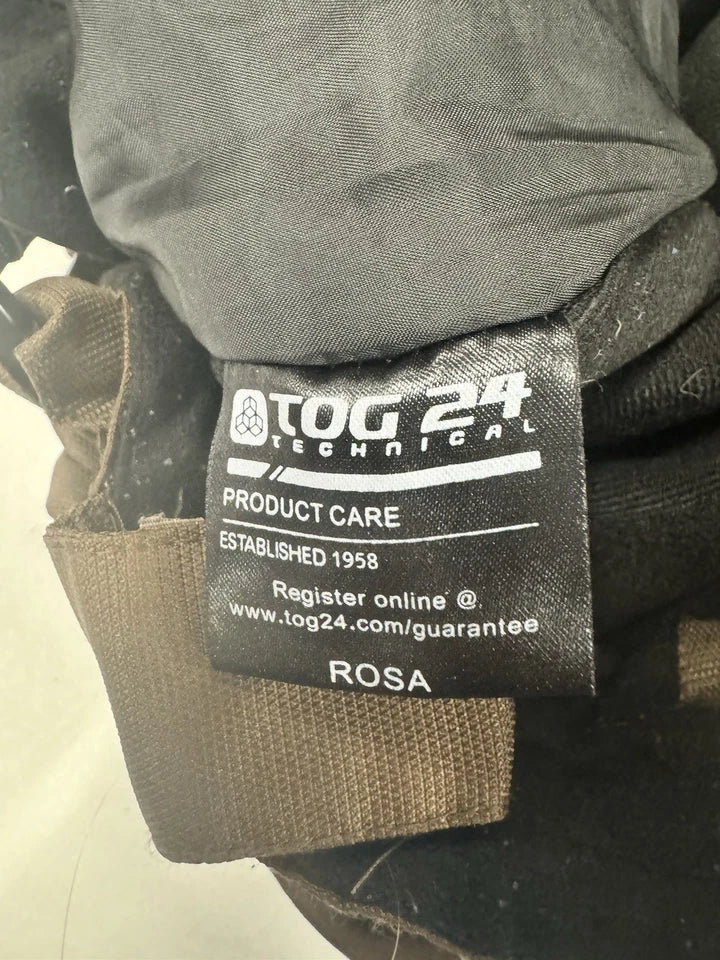 TOG 24
TECHNICAL
PRODUCT CARE
ESTABLISHED 1958
Register online @
www.tog24.com/guarantee
ROSA